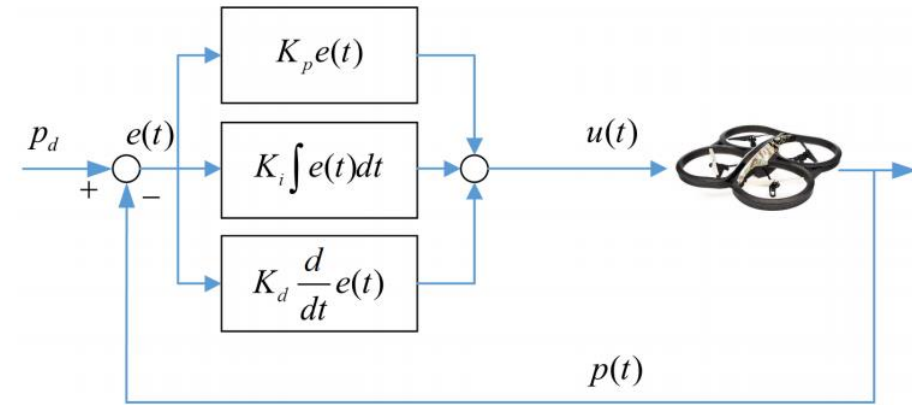 K_p e(t)
p_d
e(t)
+
−
K_i ∫ e(t)dt
u(t)
K_d d/dt e(t)
p(t)